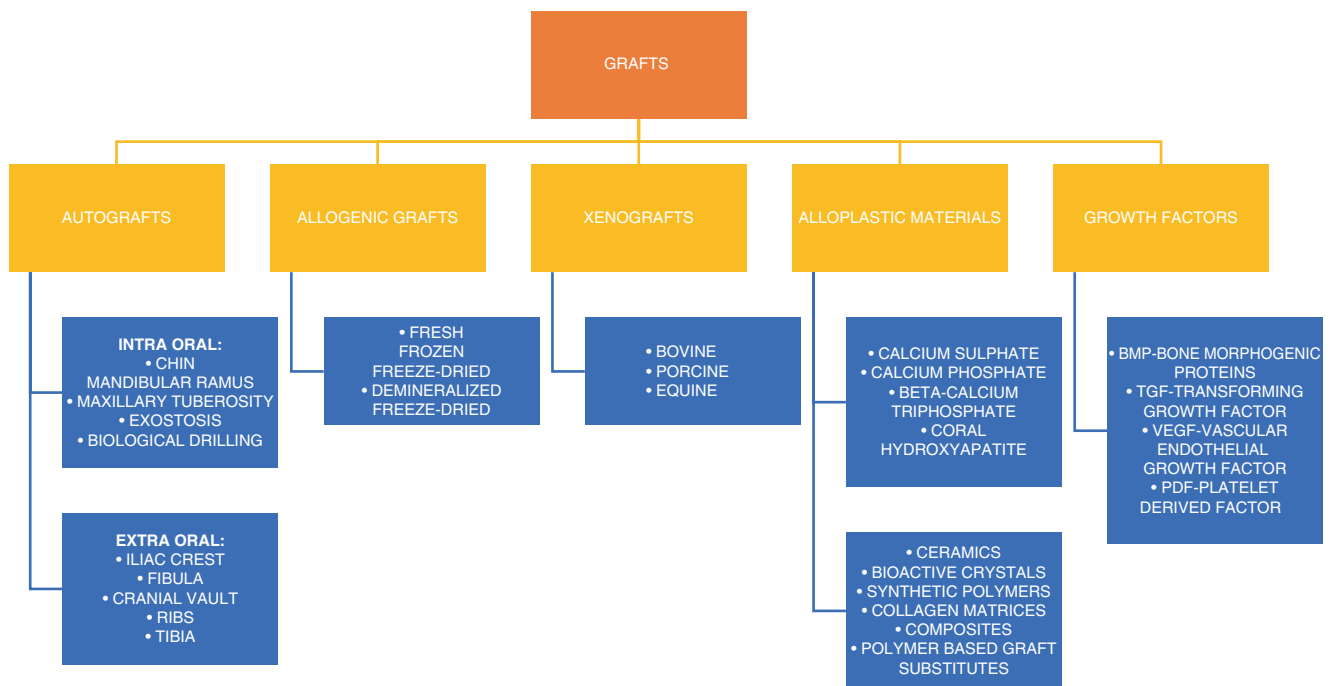 GRAFTS
AUTOGRAFTS
ALLOGENIC GRAFTS
XENOGRAFTS
ALLOPLASTIC MATERIALS
GROWTH FACTORS
INTRA ORAL:
• CHIN
MANDIBULAR RAMUS
• MAXILLARY TUBEROSITY
• EXOSTOSIS
• BIOLOGICAL DRILLING
EXTRA ORAL:
• ILIAC CREST
• FIBULA
• CRANIAL VAULT
• RIBS
• TIBIA
• FRESH
FROZEN
FREEZE-DRIED
• DEMINERALIZED
FREEZE-DRIED
• BOVINE
• PORCINE
• EQUINE
• CALCIUM SULPHATE
• CALCIUM PHOSPHATE
• BETA-CALCIUM
TRIPHOSPHATE
• CORAL
HYDROXYAPATITE
• CERAMICS
• BIOACTIVE CRYSTALS
• SYNTHETIC POLYMERS
• COLLAGEN MATRICES
• COMPOSITES
• POLYMER BASED GRAFT
SUBSTITUTES
• BMP-BONE MORPHOGENIC
PROTEINS
• TGF-TRANSFORMING
GROWTH FACTOR
• VEGF-VASCULAR
ENDOTHELIAL
GROWTH FACTOR
• PDF-PLATELET
DERIVED FACTOR